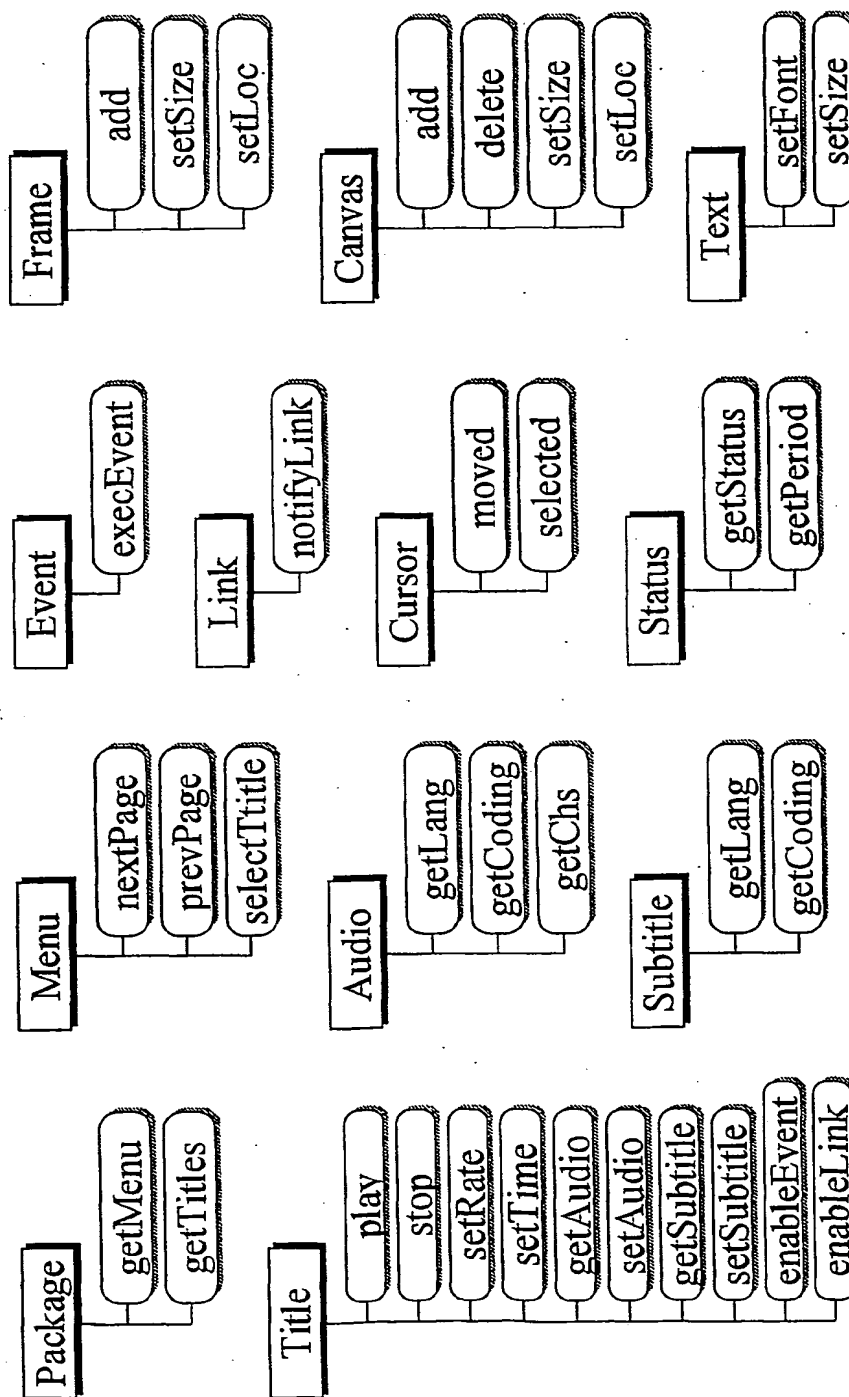 Package
getMenu
getTitles
Title
play
stop
setRate
setTime
getAudio
setAudio
getSubtitle
setSubtitle
enableEvent
enableLink
Menu
nextPage
prevPage
selectTtitle
Audio
getLang
getCoding
getChs
Subtitle
getLang
getCoding
Event
execEvent
Link
notifyLink
Cursor
moved
selected
Status
getStatus
getPeriod
Frame
add
setSize
setLoc
Canvas
add
delete
setSize
setLoc
Text
setFont
setSize